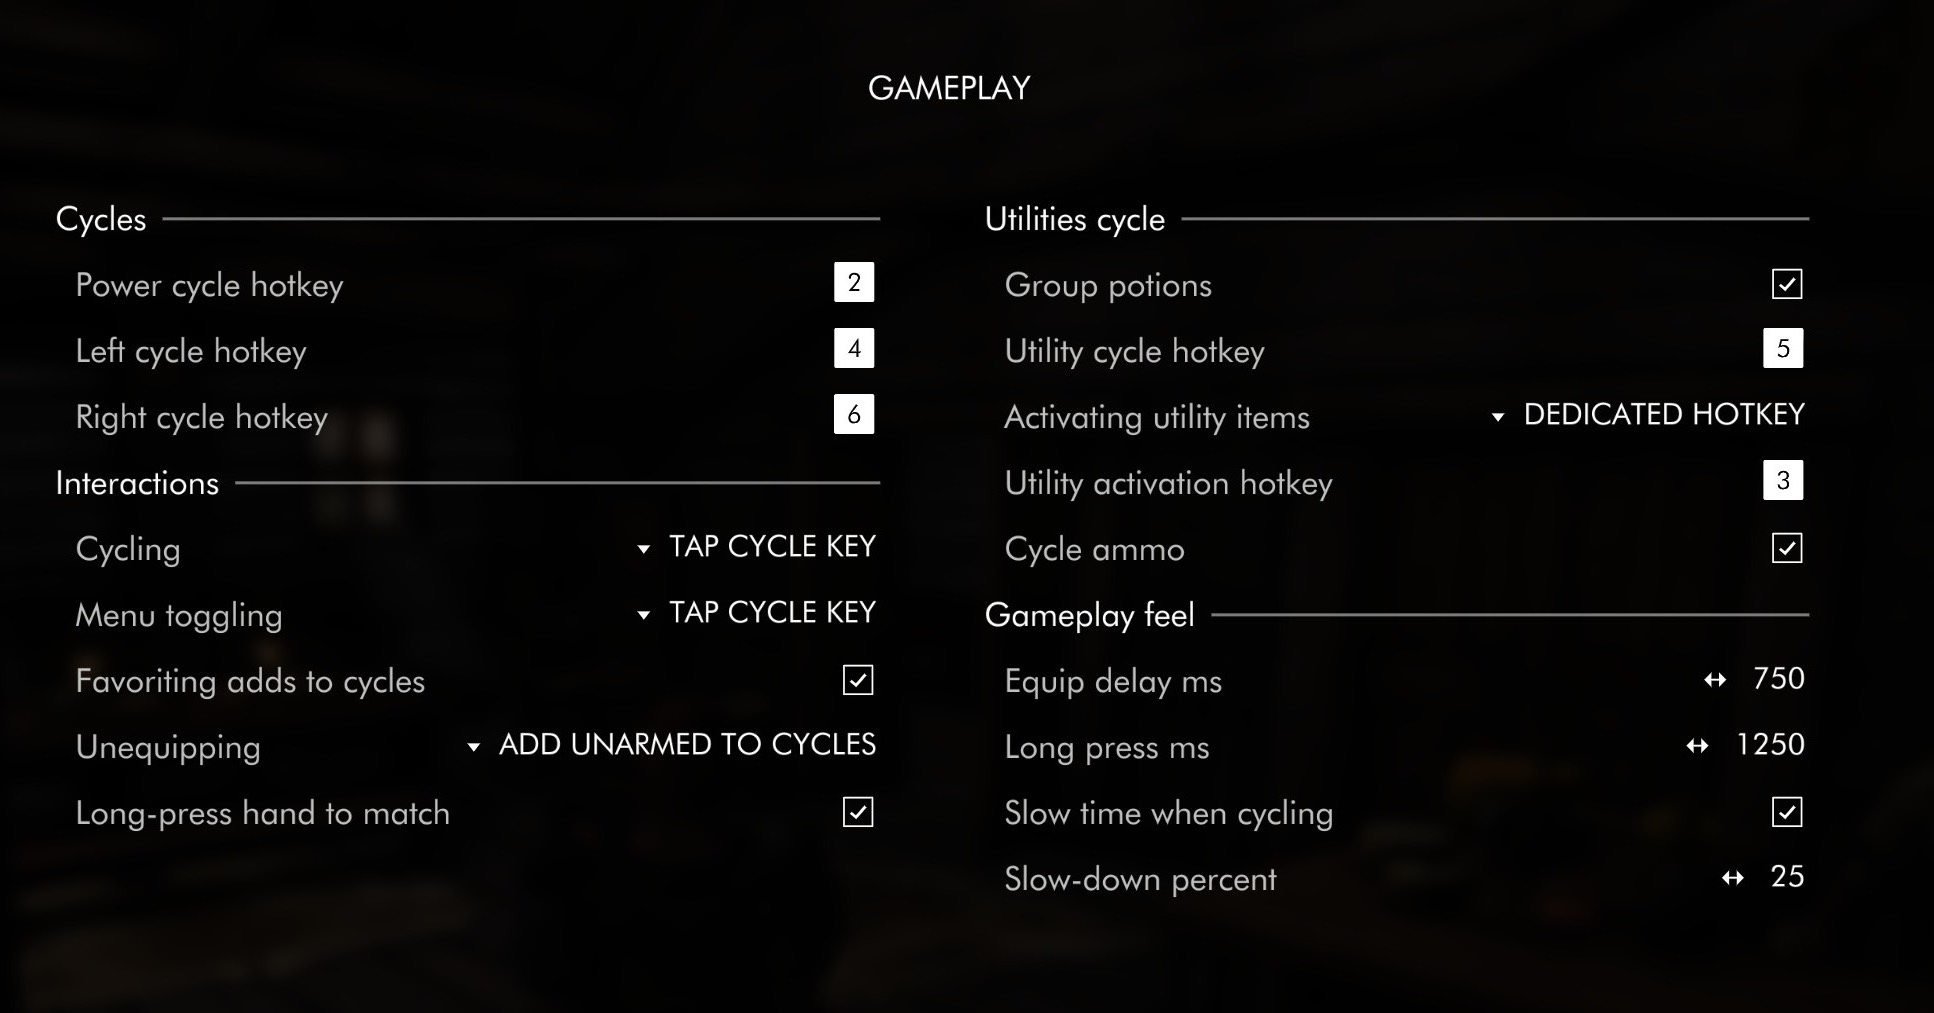 GAMEPLAY
Cycles
Power cycle hotkey 2
Left cycle hotkey 4
Right cycle hotkey 6
Interactions
Cycling TAP CYCLE KEY
Menu toggling TAP CYCLE KEY
Favoriting adds to cycles
Unequipping ADD UNARMED TO CYCLES
Long-press hand to match
Utilities cycle
Group potions
Utility cycle hotkey 5
Activating utility items DEDICATED HOTKEY
Utility activation hotkey 3
Cycle ammo
Gameplay feel
Equip delay ms 750
Long press ms 1250
Slow time when cycling
Slow-down percent 25